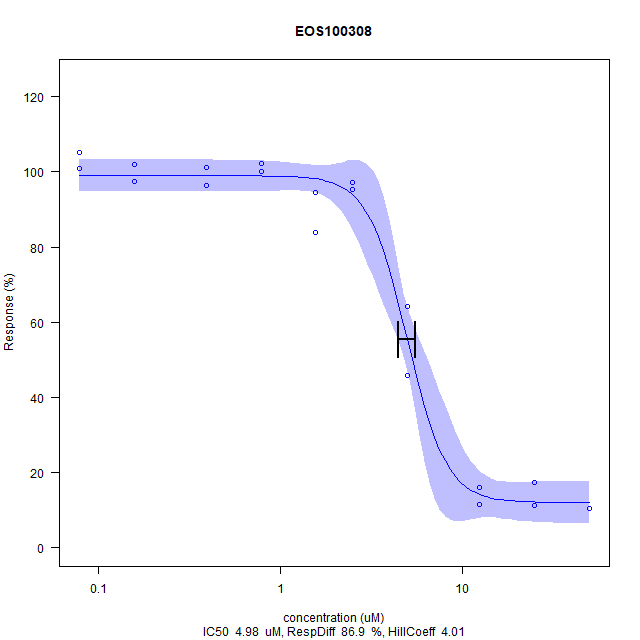 EOS100308
120
100
80
60
40
20
0
Response (%)
0.1 1 10
concentration (uM)
IC50 4.98 uM, RespDiff 86.9 %, HillCoeff 4.01